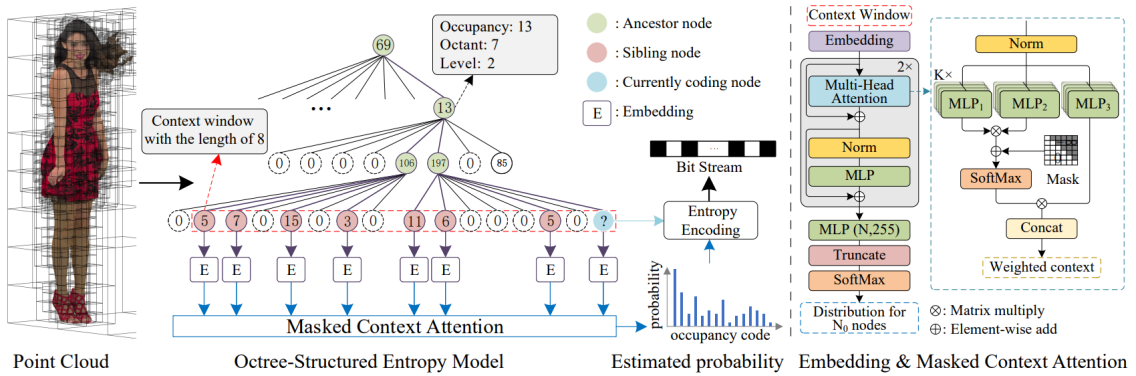 69
Occupancy: 13
Octant: 7
Level: 2
: Ancestor node
: Sibling node
: Currently coding node
E : Embedding
Context window
with the length of 8
...
13
0 0 0 0 106 197 0 85
0 5 7 0 15 0 3 0 11 6 0 0 5 0 ?
E E E E E E E E
Masked Context Attention
...
Bit Stream
Entropy
Encoding
probability
occupancy code
Point Cloud
Octree-Structured Entropy Model
Estimated probability
Context Window
Embedding
2×
Multi-Head
Attention
Norm
MLP
MLP (N,255)
Truncate
SoftMax
Distribution for
N₀ nodes
Norm
K×
MLP₁ MLP₂ MLP₃
SoftMax
Mask
Concat
Weighted context
⊗: Matrix multiply
⊕: Element-wise add
Embedding & Masked Context Attention